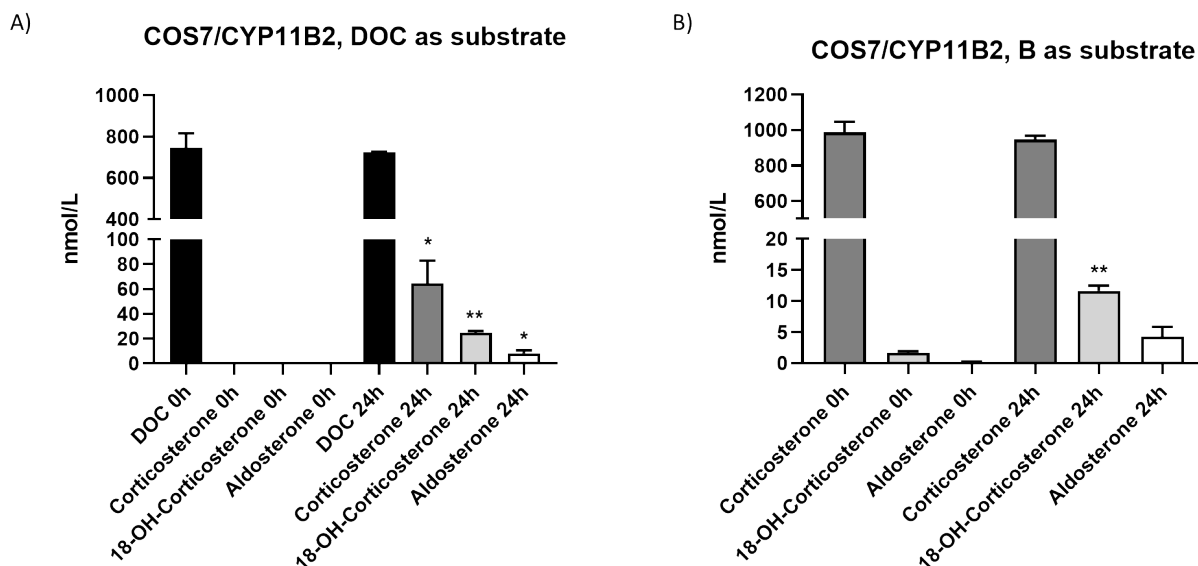 A)
COS7/CYP11B2, DOC as substrate
nmol/L
1000
800
600
400
100
80
60
40
20
0
*
**
*
DOC 0h
Corticosterone 0h
18-OH-Corticosterone 0h
Aldosterone 0h
DOC 24h
Corticosterone 24h
18-OH-Corticosterone 24h
Aldosterone 24h
B)
COS7/CYP11B2, B as substrate
nmol/L
1200
1000
800
600
20
15
10
5
0
**
Corticosterone 0h
18-OH-Corticosterone 0h
Aldosterone 0h
Corticosterone 24h
18-OH-Corticosterone 24h
Aldosterone 24h